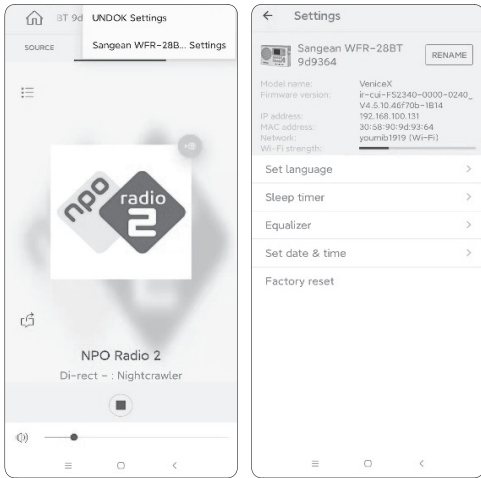 BT 9d
UNDOK Settings
SOURCE
Sangean WFR-28B... Settings
npo
radio
2
NPO Radio 2
Di-rect - : Nightcrawler
Settings
Sangean WFR-28BT
9d9364
RENAME
Model name: VeniceX
Firmware version: ir-cui-FS2340-0000-0240_
V4.5.10.46f70b-1B14
IP address: 192.168.100.131
MAC address: 30:58:90:9d:93:64
Network: youmib1919 (Wi-Fi)
Wi-Fi strength:
Set language
Sleep timer
Equalizer
Set date & time
Factory reset